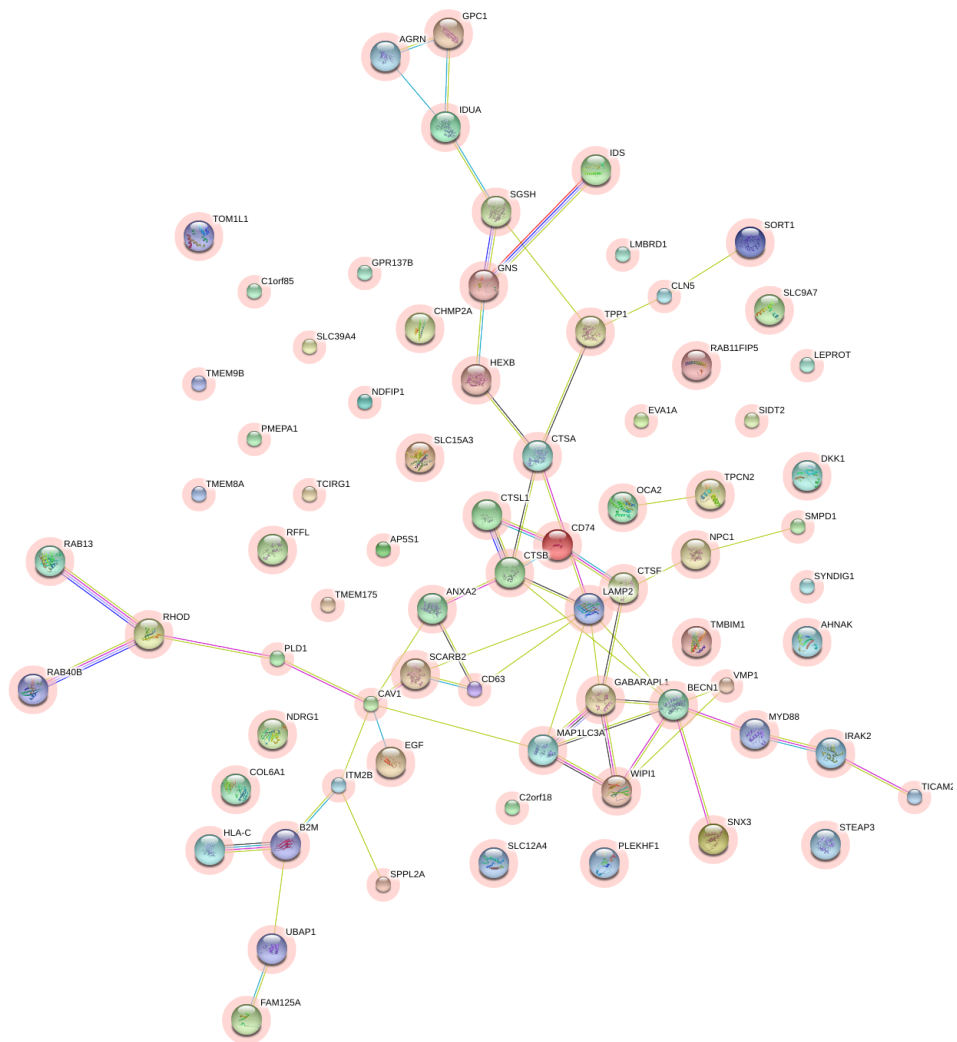 GPC1
AGRN
IDUA
IDS
SGSH
TOM1L1
SORT1
LMBRD1
GPR137B
GNS
C1orf85
CLN5
SLC9A7
TPP1
CHMP2A
SLC39A4
RAB11FIP5
LEPROT
HEXB
TMEM9B
NDFIP1
EVA1A
SIDT2
PMEPA1
CTSA
SLC15A3
DKK1
TMEM8A
TCIRG1
OCA2
TPCN2
CTSL1
SMPD1
CD74
RFFL
AP5S1
NPC1
RAB13
CTSB
CTSF
SYNDIG1
ANXA2
LAMP2
TMEM175
RHOD
TMBIM1
AHNAK
PLD1
SCARB2
RAB40B
CD63
VMP1
GABARAPL1
BECN1
CAV1
NDRG1
MYD88
MAP1LC3A
IRAK2
EGF
COL6A1
ITM2B
WIPI1
TICAM2
C2orf18
HLA-C
B2M
SNX3
STEAP3
SLC12A4
PLEKHF1
SPPL2A
UBAP1
FAM125A